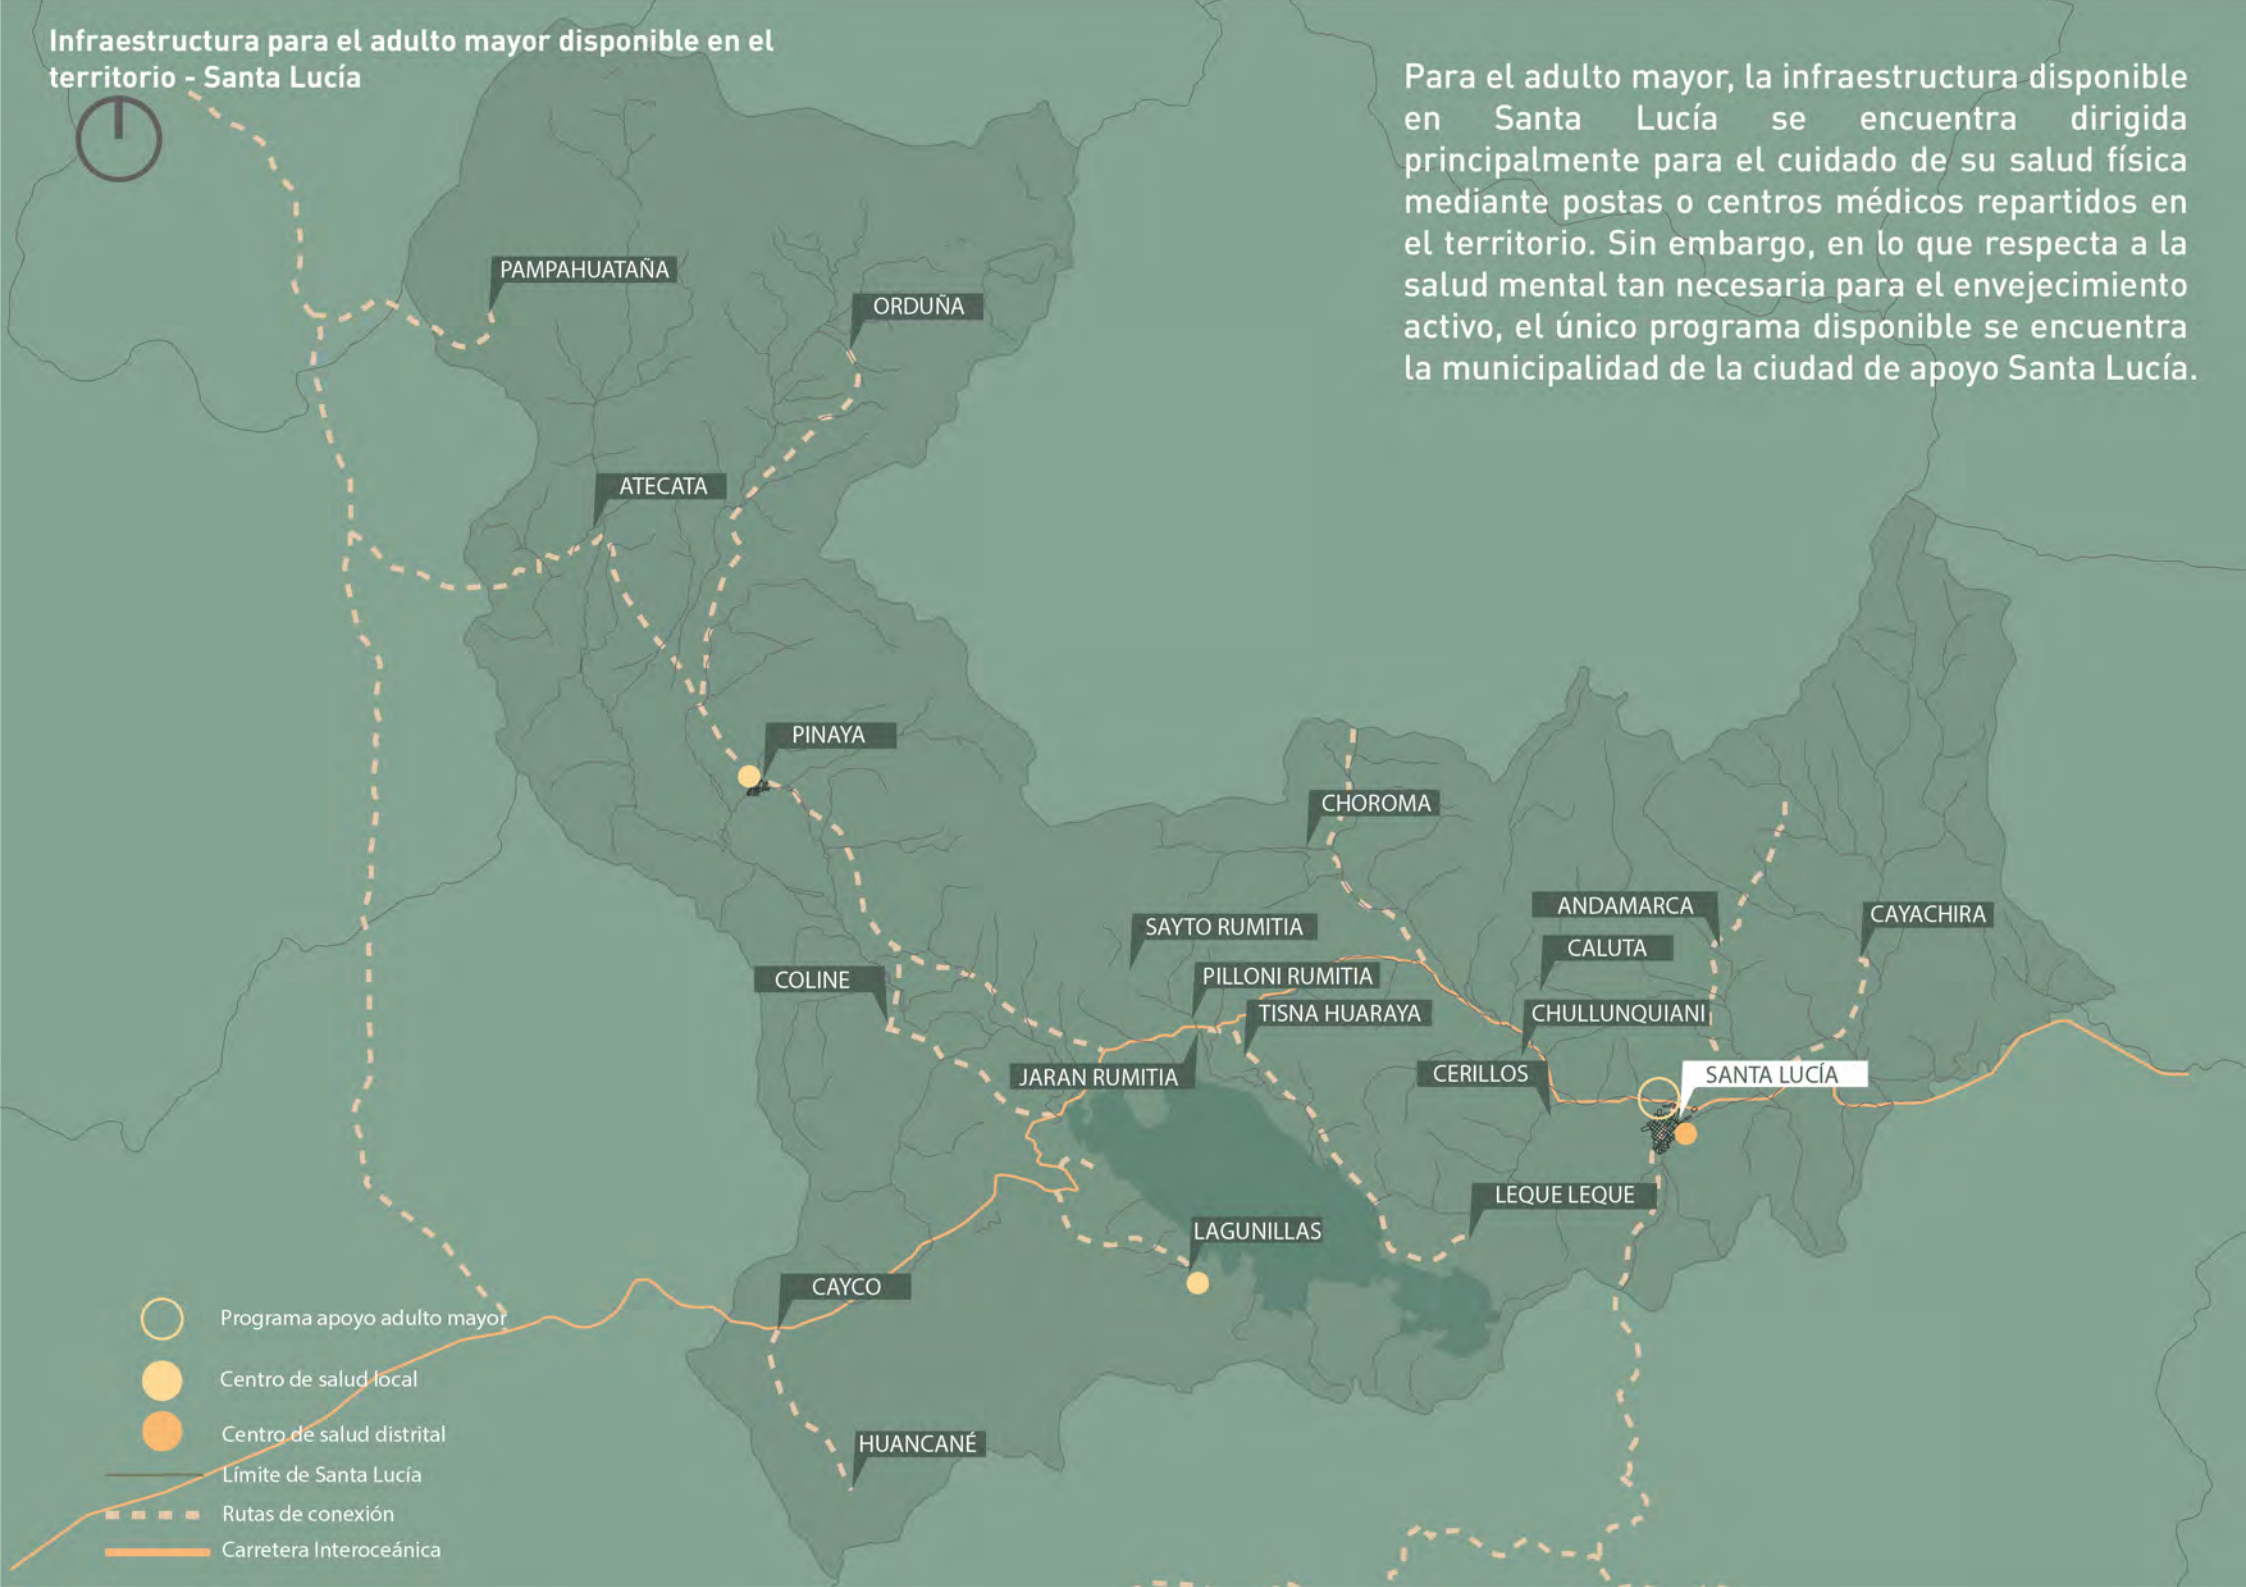 Infraestructura para el adulto mayor disponible en el
territorio - Santa Lucía
Para el adulto mayor, la infraestructura disponible
en Santa Lucía se encuentra dirigida
principalmente para el cuidado de su salud física
mediante postas o centros médicos repartidos en
el territorio. Sin embargo, en lo que respecta a la
salud mental tan necesaria para el envejecimiento
activo, el único programa disponible se encuentra
la municipalidad de la ciudad de apoyo Santa Lucía.
PAMPAHUATAÑA
ORDUÑA
ATECATA
PINAYA
CHOROMA
ANDAMARCA
CAYACHIRA
SAYTO RUMITIA
CALUTA
COLINE
PILLONI RUMITIA
TISNA HUARAYA
CHULLUNQUIANI
JARAN RUMITIA
CERILLOS
SANTA LUCÍA
LEQUE LEQUE
LAGUNILLAS
CAYCO
HUANCANÉ
Programa apoyo adulto mayor
Centro de salud local
Centro de salud distrital
Límite de Santa Lucía
Rutas de conexión
Carretera Interoceánica